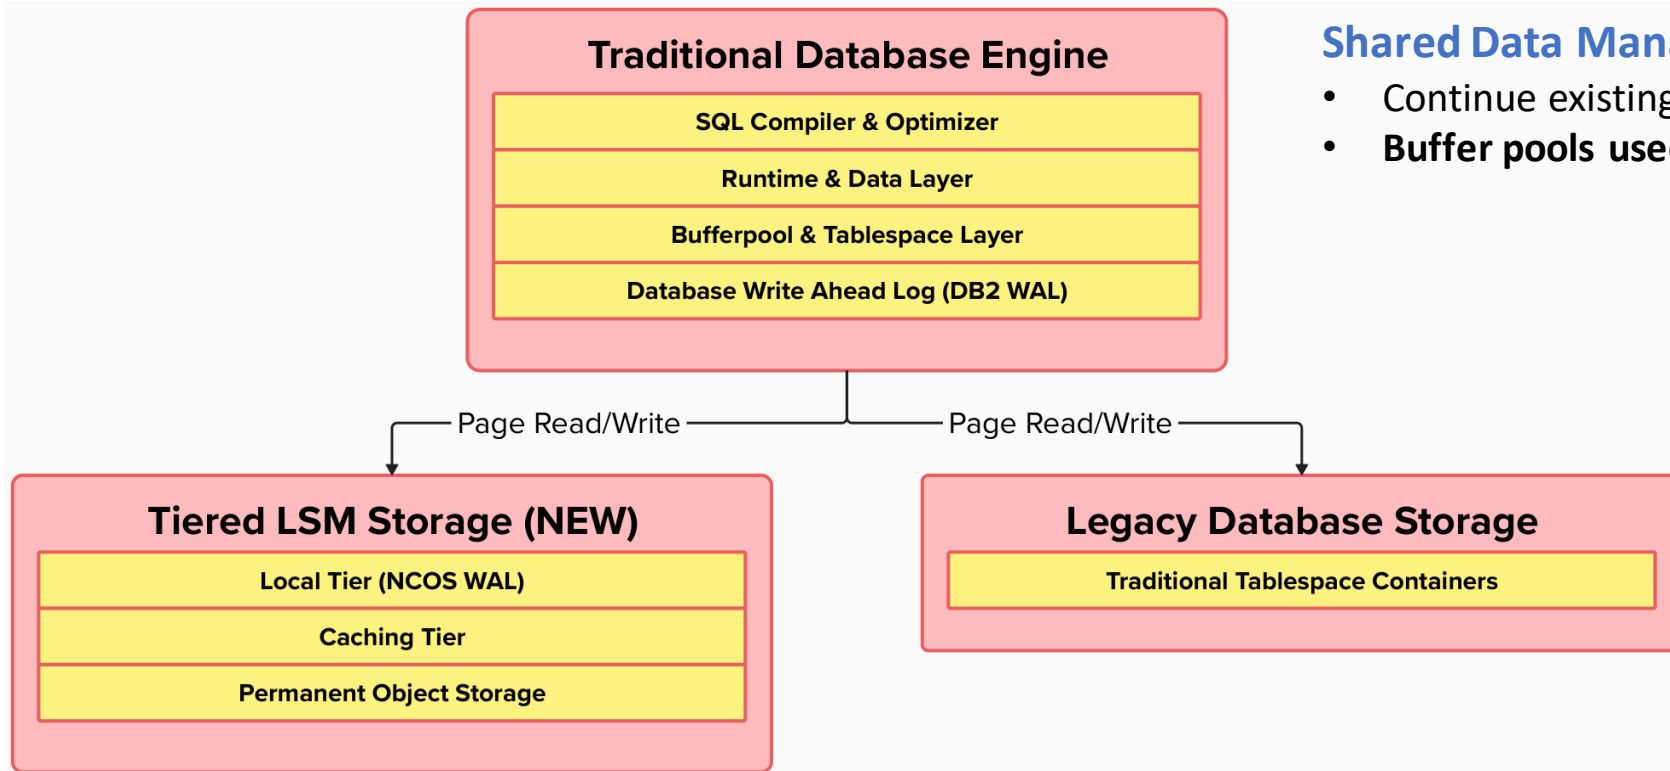 Traditional Database Engine
SQL Compiler & Optimizer
Runtime & Data Layer
Bufferpool & Tablespace Layer
Database Write Ahead Log (DB2 WAL)
Shared Data
• Continue existing
• Buffer pools
Page Read/Write
Page Read/Write
Tiered LSM Storage (NEW)
Local Tier (NCOS WAL)
Caching Tier
Permanent Object Storage
Legacy Database Storage
Traditional Tablespace Containers